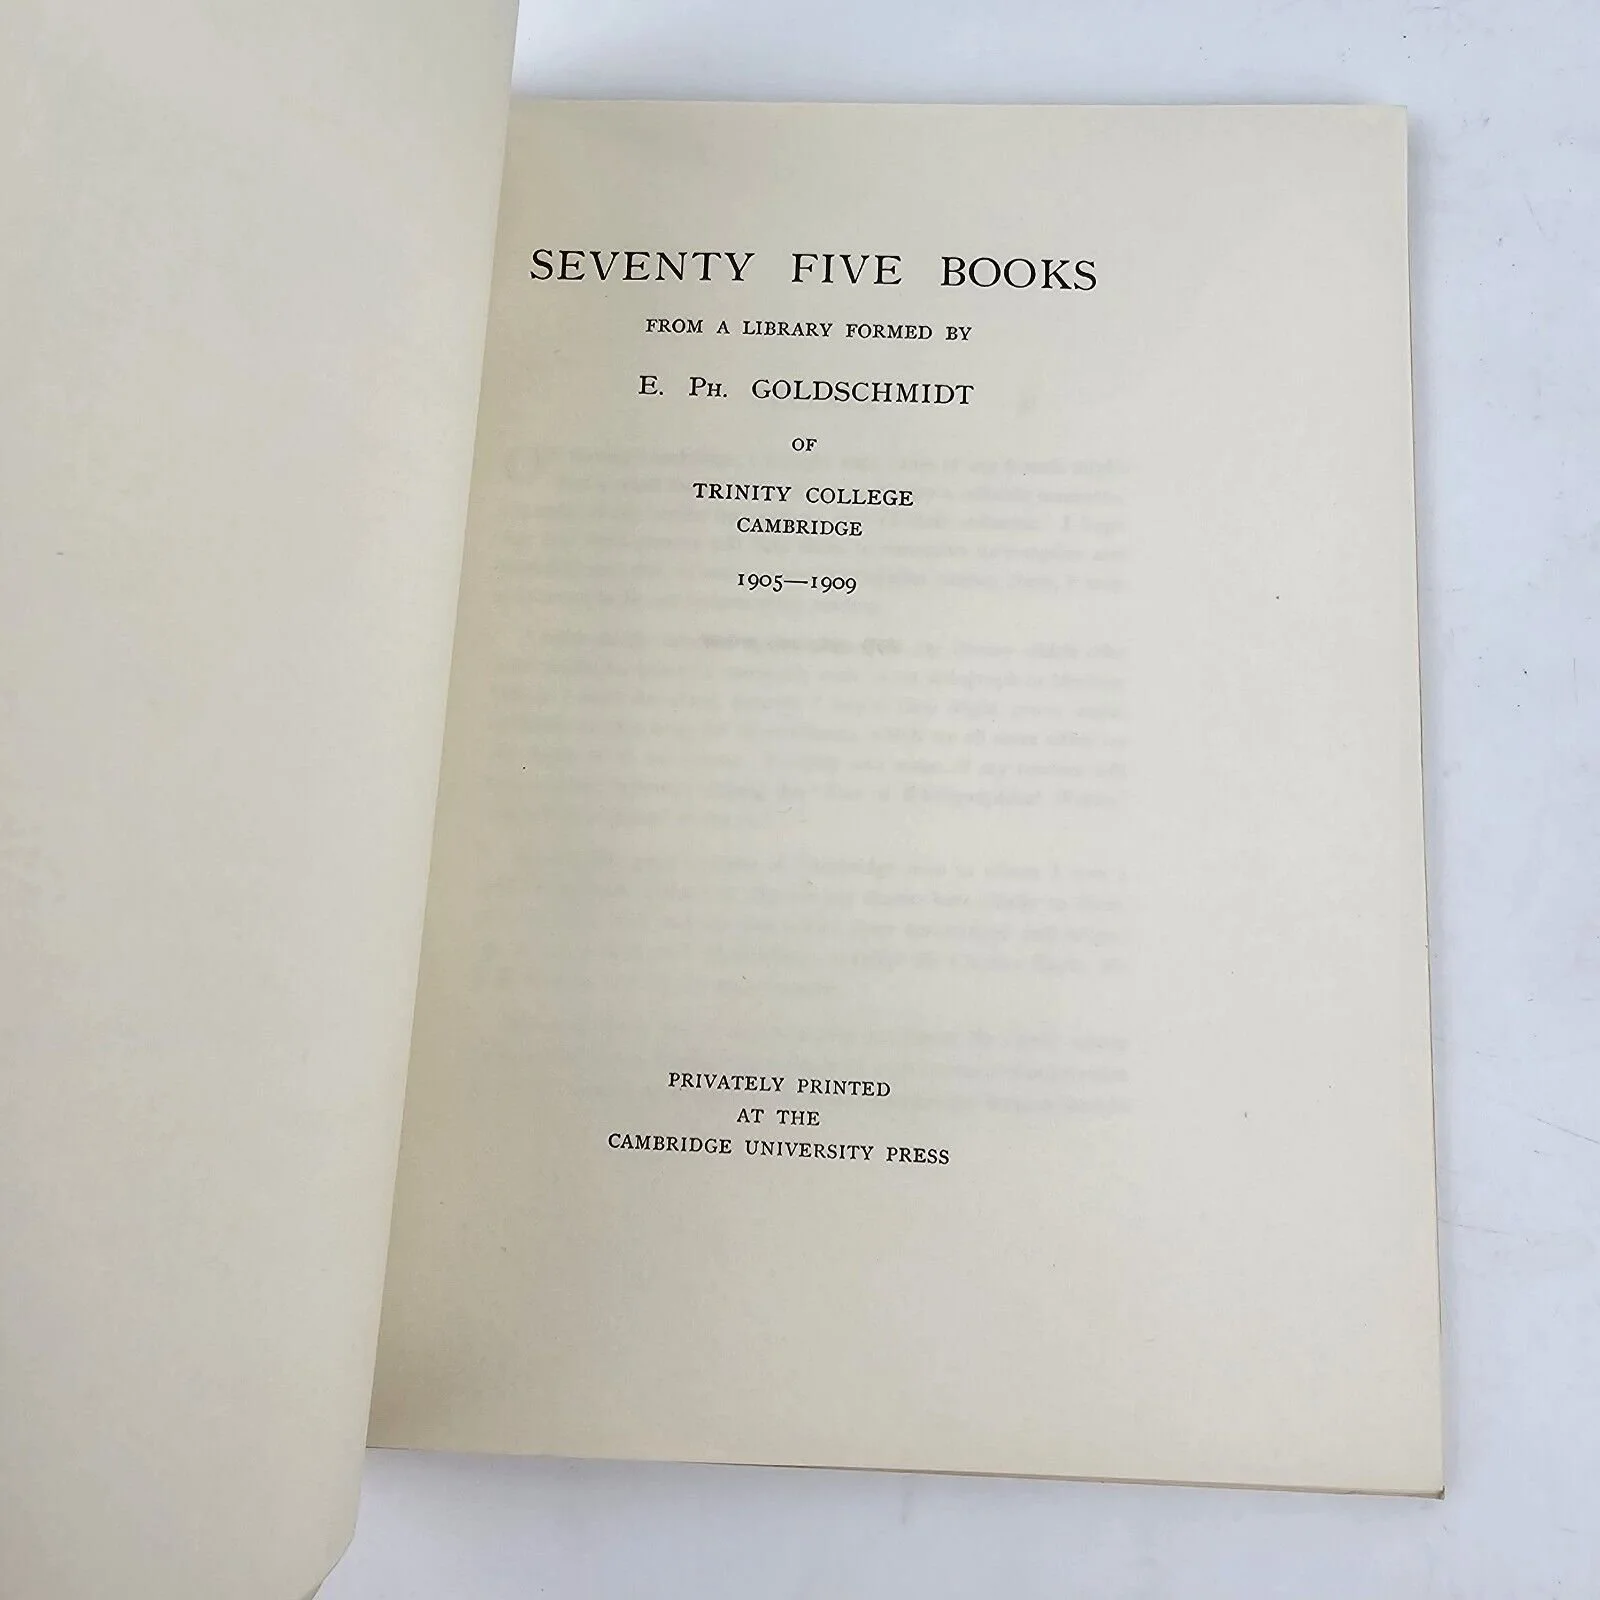 SEVENTY FIVE BOOKS
FROM A LIBRARY FORMED BY
E. PH. GOLDSCHMIDT
OF
TRINITY COLLEGE
CAMBRIDGE
1905—1909
PRIVATELY PRINTED
AT THE
CAMBRIDGE UNIVERSITY PRESS